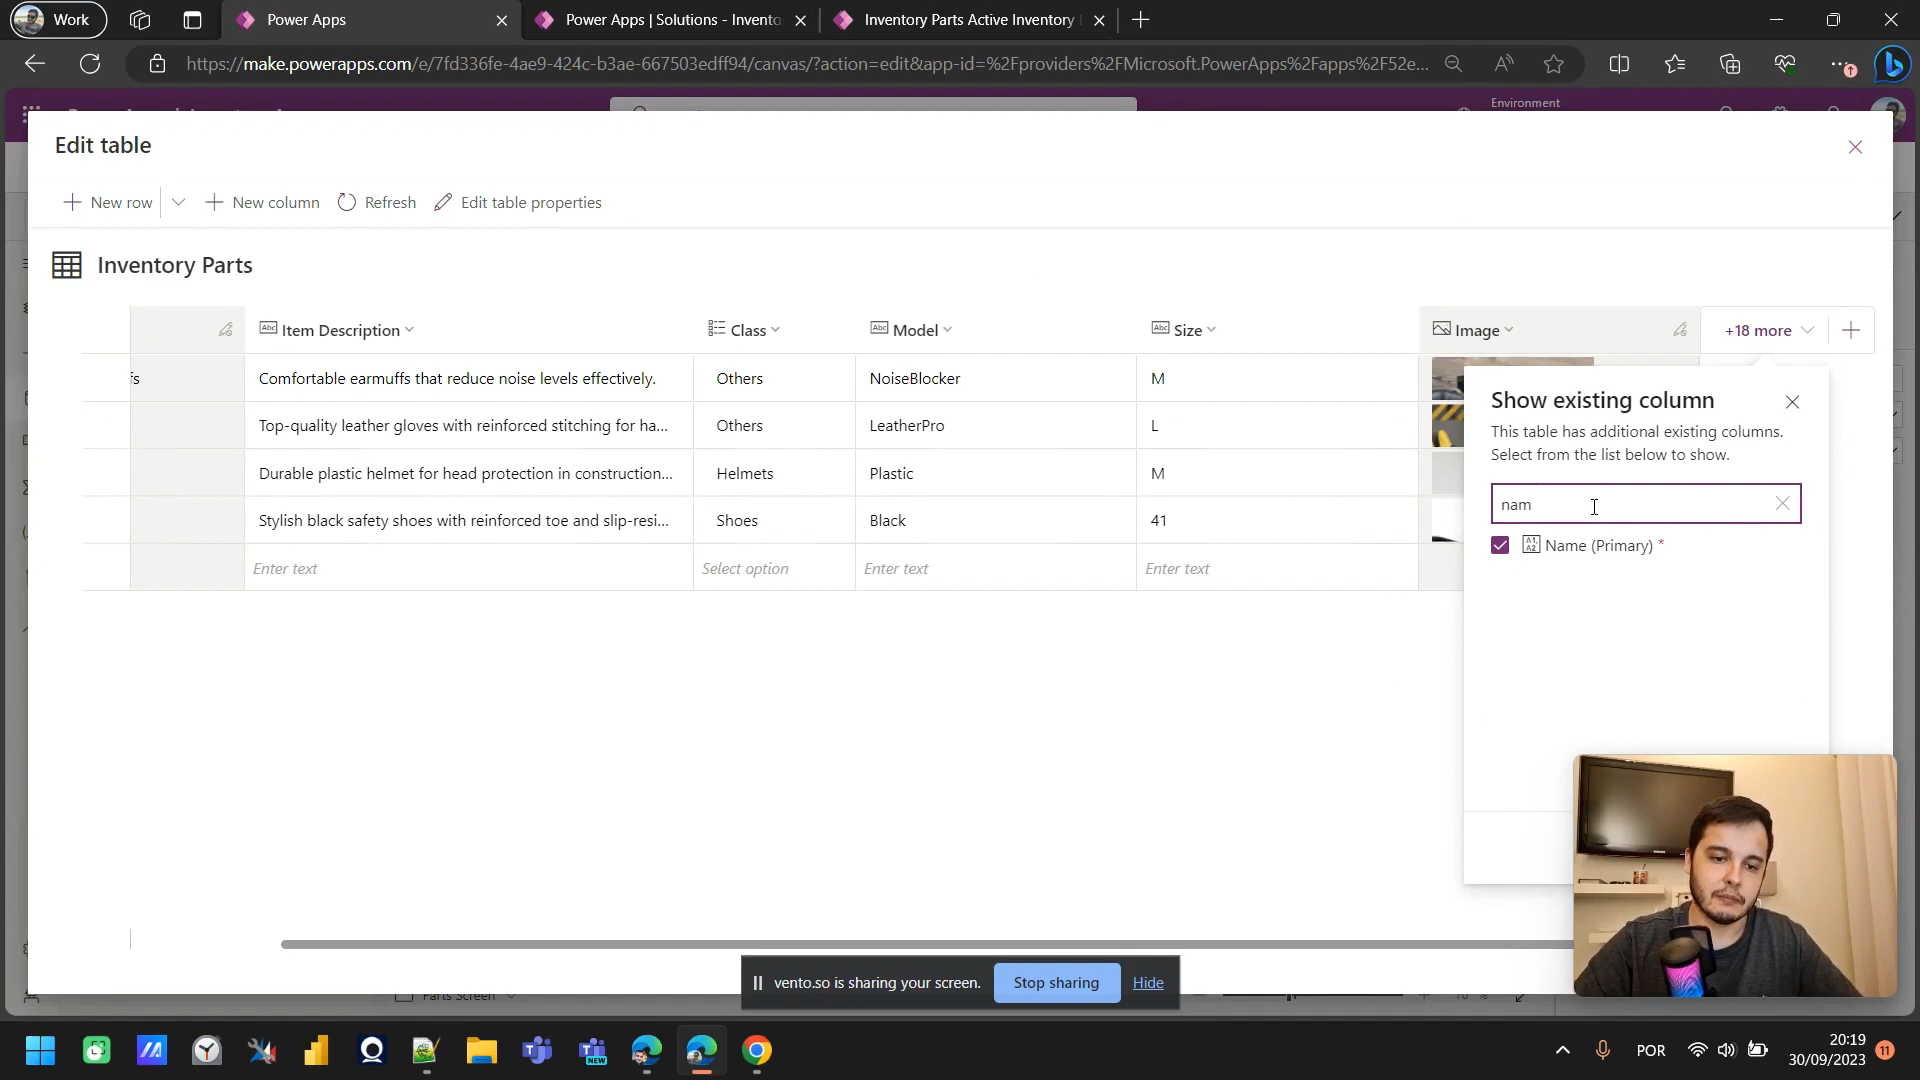 Work
Power Apps
Power Apps | Solutions - Invento
Inventory Parts Active Inventory
https://make.powerapps.com/e/7fd336fe-4ae9-424c-b3ae-667503edff94/canvas/?action=edit&app-id=%2Fproviders%2FMicrosoft.PowerApps%2Fapps%2F52e...
Environment
Edit table
New row
New column
Refresh
Edit table properties
Inventory Parts
Item Description
Class
Model
Size
Image
+18 more
fs
Comfortable earmuffs that reduce noise levels effectively.
Others
NoiseBlocker
M
Top-quality leather gloves with reinforced stitching for ha...
Others
LeatherPro
L
Durable plastic helmet for head protection in construction...
Helmets
Plastic
M
Stylish black safety shoes with reinforced toe and slip-resi...
Shoes
Black
41
Enter text
Select option
Enter text
Enter text
Show existing column
This table has additional existing columns.
Select from the list below to show.
nam
Name (Primary) *
vento.so is sharing your screen.
Stop sharing
Hide
Parts Screen
POR
20:19
30/09/2023
11
NEW